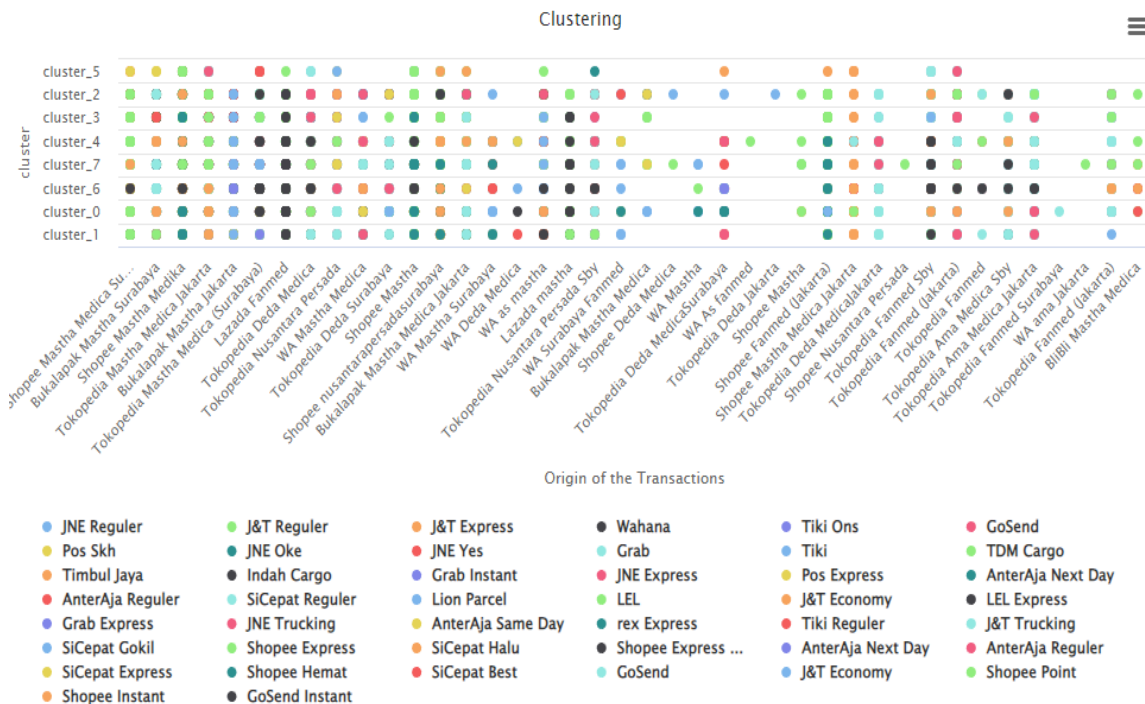 Clustering
cluster_5
cluster_2
cluster_3
cluster_4
cluster_7
cluster_6
cluster_0
cluster_1
cluster
Shopee Mastha Medica Su...
Bukalapak Mastha Surabaya
Bukalapak Mastha Medika
Shopee Medica Jakarta
Tokopedia Mastha Medica Jakarta
Bukalapak Mastha Jakarta
Tokopedia Mastha Medica (Surabaya)
Lazada Fanmed
Tokopedia Deda Medica
Tokopedia Nusantara Persada
WA Mastha Medica
Tokopedia Deda Surabaya
Shopee Mastha
Shopee nusantarapersadasurabaya
Bukalapak Mastha Medica Jakarta
WA Mastha Surabaya
WA Deda Medica
WA as mastha
Lazada mastha
Tokopedia Nusantara Persada Sby
WA Surabaya Fanmed
Bukalapak Mastha Medica
Shopee Deda Medica
WA Mastha
Tokopedia Deda MedicaSurabaya
WA As Fanmed
Tokopedia Deda Jakarta
Shopee Mastha
Shopee Fanmed (Jakarta)
Shopee Mastha Medica Jakarta
Tokopedia Deda MedicaJakarta
Shopee Nusantara Persada
Tokopedia Fanmed Sby
Tokopedia Fanmed (Jakarta)
Tokopedia Fanmed
Tokopedia Ama Medica Sby
Tokopedia Ama Medica Jakarta
Tokopedia Fanmed Surabaya
WA ama Jakarta
Tokopedia Fanmed (Jakarta)
BliBli Mastha Medica
Origin of the Transactions
JNE Reguler J&T Reguler J&T Express Wahana Tiki Ons GoSend
Pos Skh JNE Oke JNE Yes Grab Tiki TDM Cargo
Timbul Jaya Indah Cargo Grab Instant JNE Express Pos Express AnterAja Next Day
AnterAja Reguler SiCepat Reguler Lion Parcel LEL J&T Economy LEL Express
Grab Express JNE Trucking AnterAja Same Day rex Express Tiki Reguler J&T Trucking
SiCepat Gokil Shopee Express SiCepat Halu Shopee Express ... AnterAja Next Day AnterAja Reguler
SiCepat Express Shopee Hemat SiCepat Best GoSend J&T Economy Shopee Point
Shopee Instant GoSend Instant